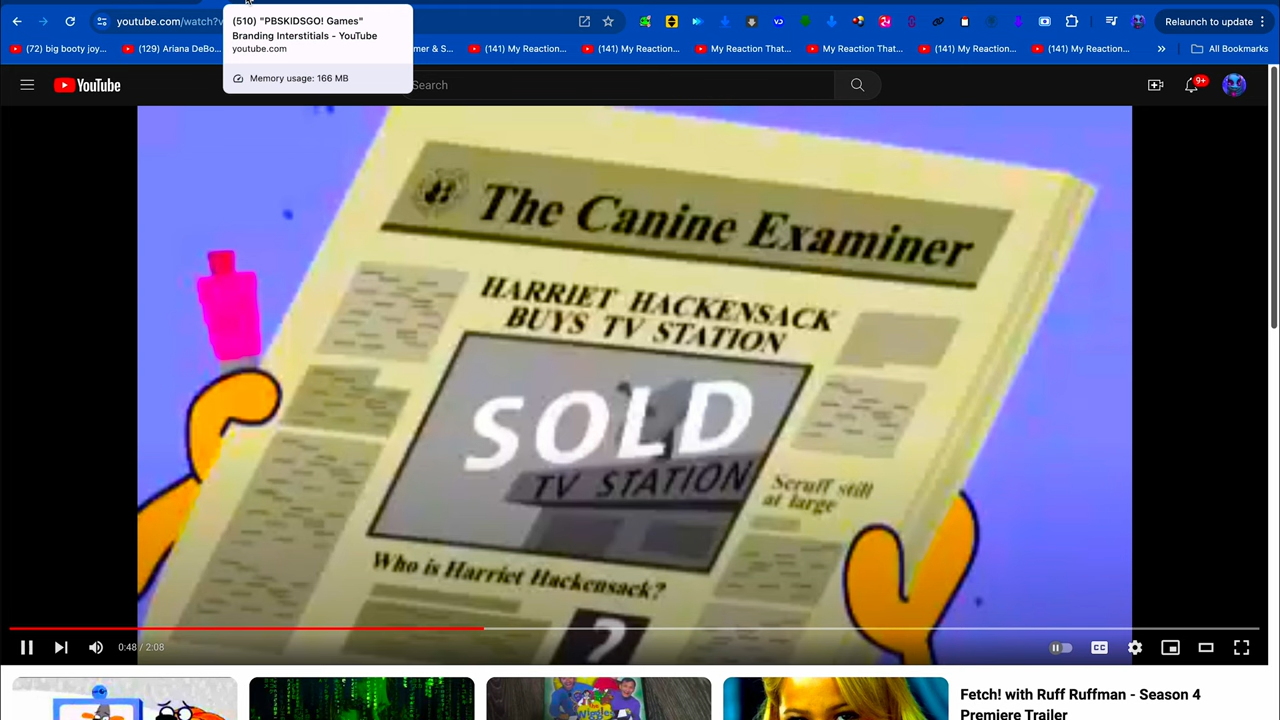 youtube.com/watch?v
Relaunch to update
(510) "PBSKIDSGO! Games"
Branding Interstitials - YouTube
youtube.com
Memory usage: 166 MB
(72) big booty joy...
(129) Ariana DeBo...
mer & S...
(141) My Reaction...
(141) My Reaction...
My Reaction That...
My Reaction That...
(141) My Reaction...
(141) My Reaction...
»
All Bookmarks
YouTube
Search
9+
The Canine Examiner
HARRIET HACKENSACK
BUYS TV STATION
SOLD
TV STATION
Scruff still
at large
Who is Harriet Hackensack?
?
0:48 / 2:08
CC
Wiggles
Fetch! with Ruff Ruffman - Season 4
Premiere Trailer